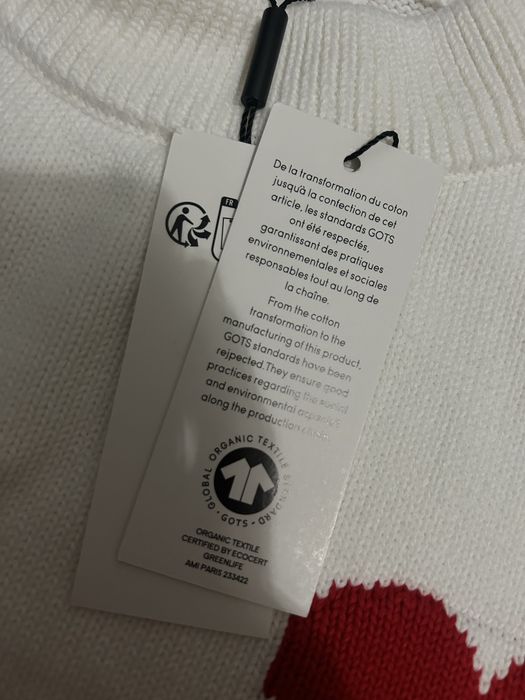 FR
De la transformation du coton
jusqu'à la confection de cet
article, les standards GOTS
ont été respectés,
garantissant des pratiques
environnementales et sociales
responsables tout au long de
la chaîne.
From the cotton
transformation to the
manufacturing of this product,
GOTS standards have been
rejpected.They ensure good
practices regarding the social
and environmental aspects
along the production chain.
GLOBAL ORGANIC TEXTILE STANDARD
· GOTS ·
ORGANIC TEXTILE
CERTIFIED BY ECOCERT
GREENLIFE
AMI PARIS 233422